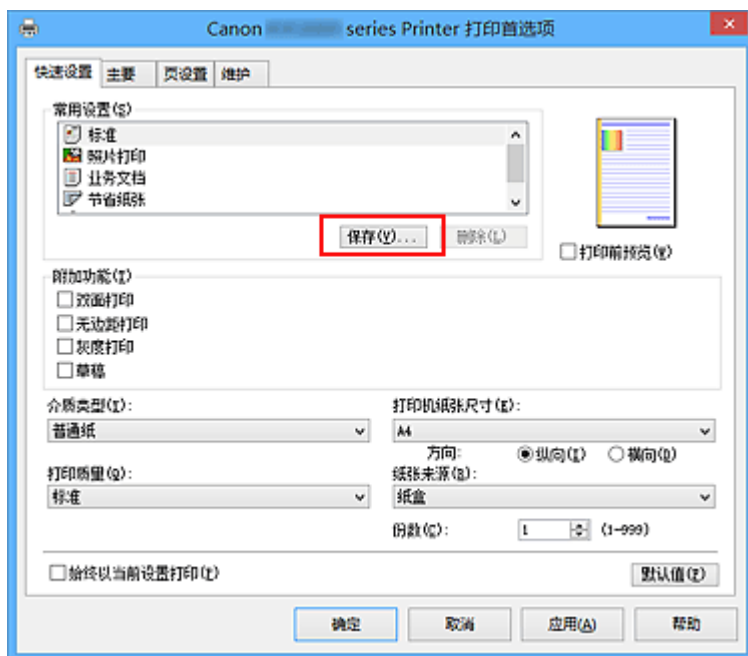 Canon series Printer 打印首选项
快速设置 主要 页设置 维护
常用设置(S)
标准
照片打印
业务文档
节省纸张
保存(V)... 删除(L)
打印前预览(W)
附加功能(I)
双面打印
无边距打印
灰度打印
草稿
介质类型(I): 打印机纸张尺寸(E):
普通纸 A4
方向: 纵向(I) 横向(D)
打印质量(Q): 纸张来源(B):
标准 纸盒
份数(C): 1 (1-999)
始终以当前设置打印(t) 默认值(F)
确定 取消 应用(A) 帮助